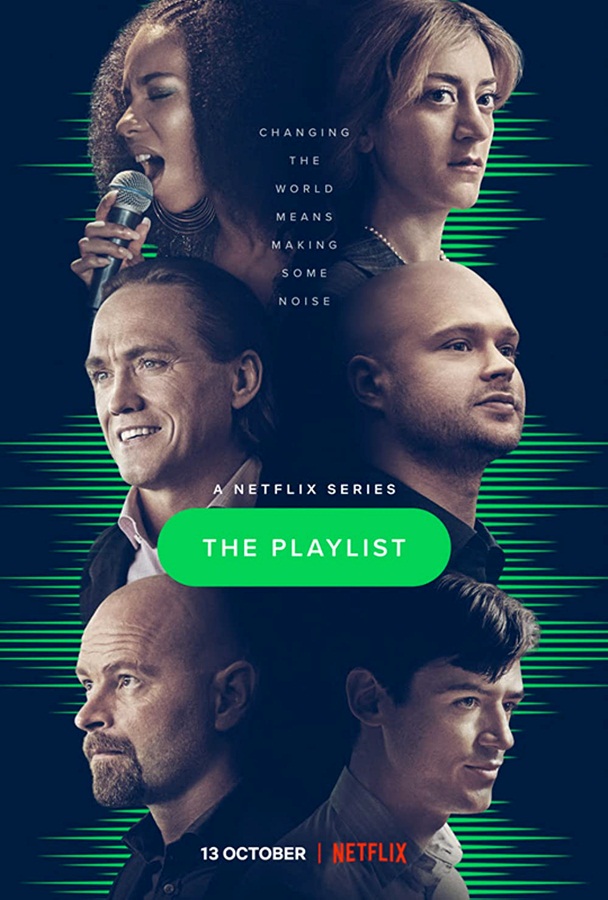 CHANGING
THE
WORLD
MEANS
MAKING
SOME
NOISE
A NETFLIX SERIES
THE PLAYLIST
13 OCTOBER | NETFLIX